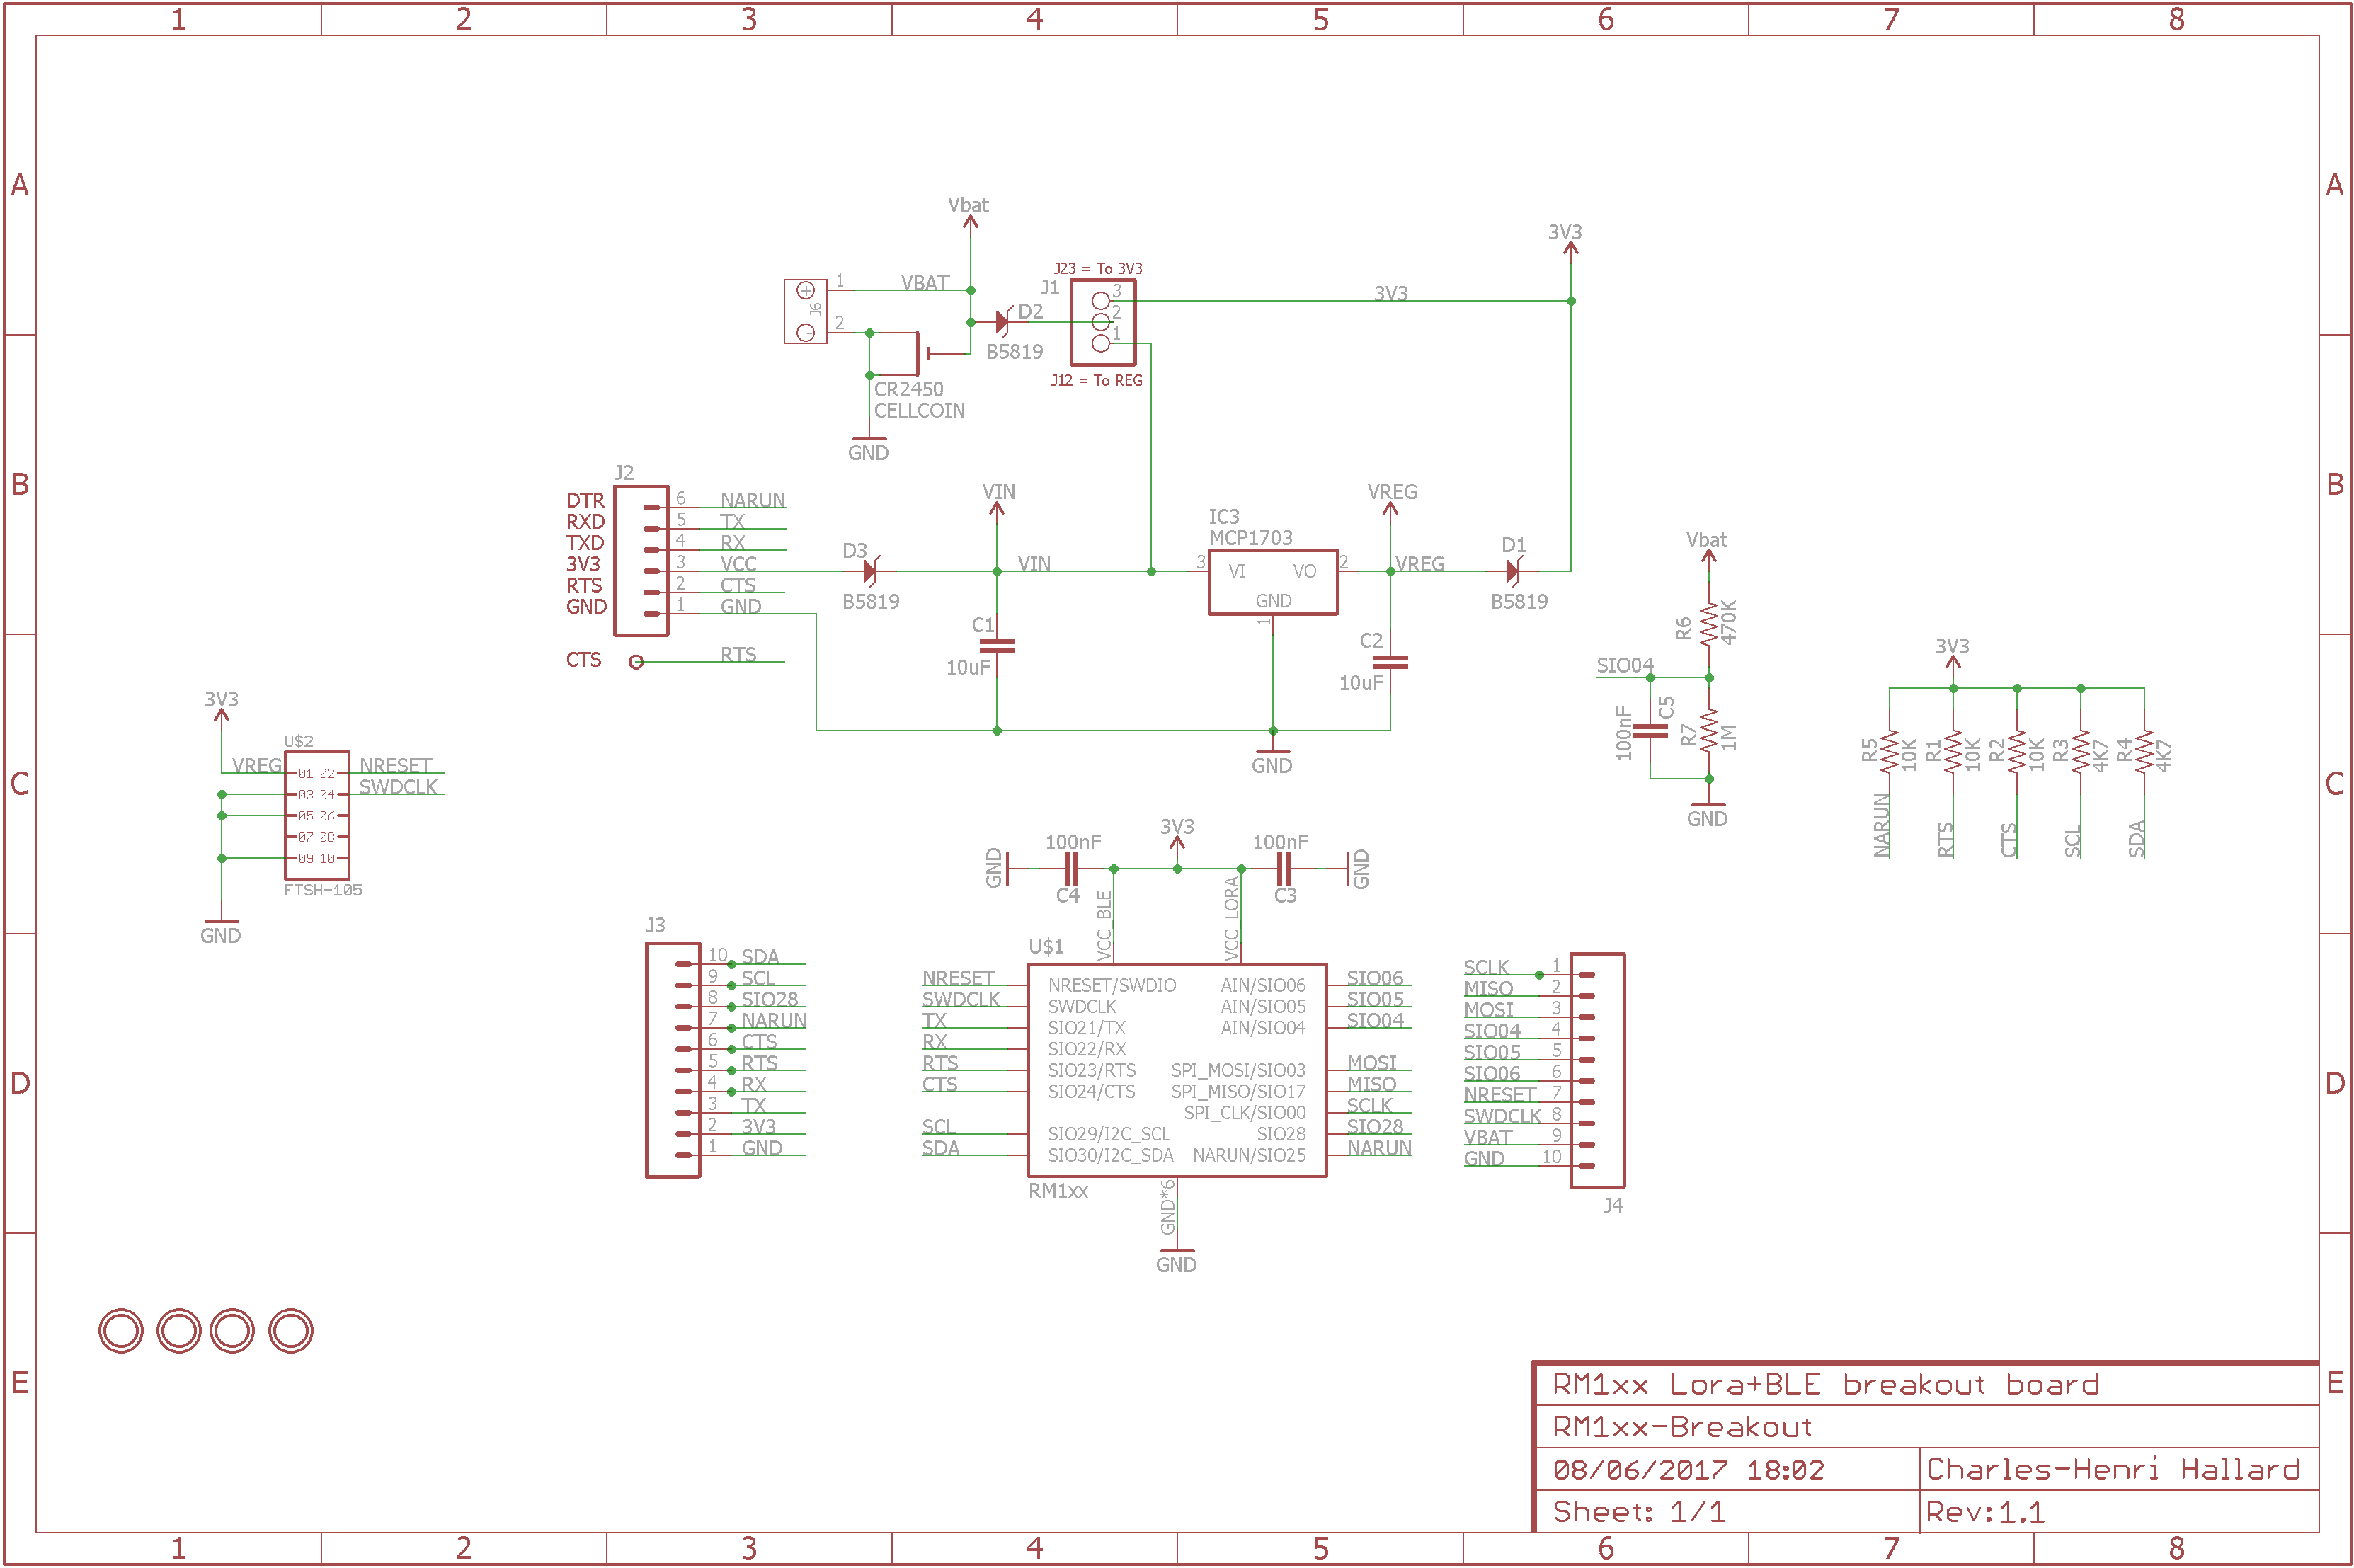 1 2 3 4 5 6 7 8
A A
Vbat
3V3
J23 = To 3V3
J1
1 VBAT
J6
+
2
-
D2
B5819
3
2
1
3V3
J12 = To REG
CR2450
CELLCOIN
GND
B B
J2
DTR 6 NARUN
RXD 5 TX
TXD 4 RX
3V3 3 VCC
RTS 2 CTS
GND 1 GND
CTS RTS
D3
B5819
VIN
VIN
C1
10uF
IC3
MCP1703
3 VI VO 2
GND
1
VREG
VREG
C2
10uF
D1
B5819
GND
Vbat
R6
470K
SIO04
C5
100nF
R7
1M
GND
3V3
R5
10K
R1
10K
R2
10K
R3
4K7
R4
4K7
NARUN
RTS
CTS
SCL
SDA
C C
3V3
U$2
VREG 01 02 NRESET
03 04 SWDCLK
05 06
07 08
09 10
FTSH-105
GND
3V3
GND
100nF
C4
100nF
C3
GND
VCC_BLE
VCC_LORA
D D
J3
10 SDA
9 SCL
8 SIO28
7 NARUN
6 CTS
5 RTS
4 RX
3 TX
2 3V3
1 GND
U$1
NRESET NRESET/SWDIO AIN/SIO06 SIO06
SWDCLK SWDCLK AIN/SIO05 SIO05
TX SIO21/TX AIN/SIO04 SIO04
RX SIO22/RX
RTS SIO23/RTS SPI_MOSI/SIO03 MOSI
CTS SIO24/CTS SPI_MISO/SIO17 MISO
SPI_CLK/SIO00 SCLK
SCL SIO29/I2C_SCL SIO28 SIO28
SDA SIO30/I2C_SDA NARUN/SIO25 NARUN
RM1xx
GND*6
GND
SCLK 1
MISO 2
MOSI 3
SIO04 4
SIO05 5
SIO06 6
NRESET 7
SWDCLK 8
VBAT 9
GND 10
J4
E E
RM1xx Lora+BLE breakout board
RM1xx-Breakout
08/06/2017 18:02 Charles-Henri Hallard
Sheet: 1/1 Rev:1.1
1 2 3 4 5 6 7 8